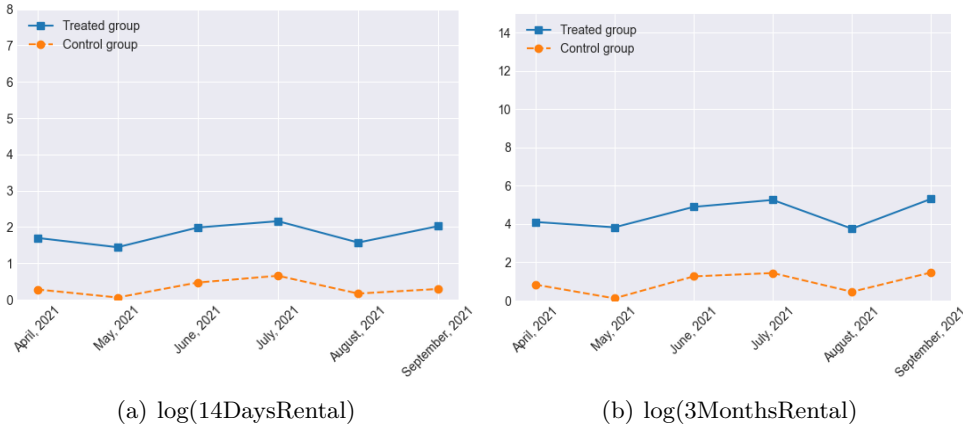 8
7
6
5
4
3
2
1
0
Treated group
Control group
April, 2021
May, 2021
June, 2021
July, 2021
August, 2021
September, 2021
(a) log(14DaysRental)
14
12
10
8
6
4
2
0
Treated group
Control group
April, 2021
May, 2021
June, 2021
July, 2021
August, 2021
September, 2021
(b) log(3MonthsRental)